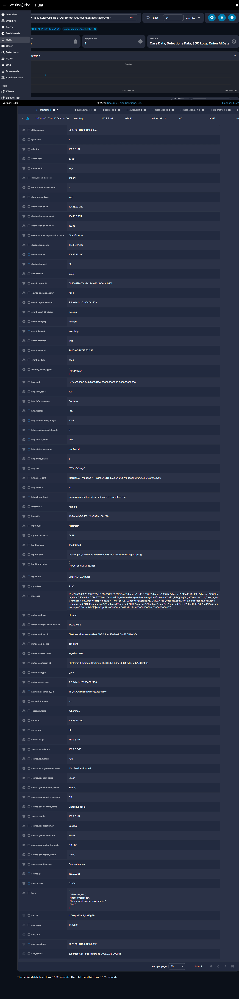 Security Onion
Hunt
Overview
Onion AI
Alerts
Dashboards
Hunt
Cases
Detections
PCAP
Grid
Downloads
Administration
Tools
Kibana
Elastic Fleet
Version: 3.1.0
log.id.uid:"Cp61j16BYOZNBVlca" AND event.dataset:"zeek.http"
Last
24
months
"Cp61j16BYOZNBVlca"
event.dataset:"zeek.http"
Total Found
1
Exclude
Case Data, Detections Data, SOC Logs, Onion AI Data
Metrics
Timeline
8:00:00.000 pm
8:00:00.001 pm
Fetch Limit
© 2026 Security Onion Solutions, LLC
License: ELv2
Timestamp event.dataset source.ip source.port destination.ip destination.port http.method
2025-10-01 05:01:15.089 -04:00 zeek.http 160.9.3.101 63654 104.16.231.132 80 POST
@timestamp 2025-10-01T09:01:15.089Z
@version 1
client.ip 160.9.3.101
client.port 63654
container.id logs
data_stream.dataset import
data_stream.namespace so
data_stream.type logs
destination.as.ip 104.16.231.132
destination.as.network 104.16.0.0/14
destination.as.number 13335
destination.as.organization.name Cloudflare, Inc.
destination.geo.ip 104.16.231.132
destination.ip 104.16.231.132
destination.port 80
ecs.version 8.0.0
elastic_agent.id 5045ad9f-47fc-4a24-be96-5a6e13dbd51d
elastic_agent.snapshot false
elastic_agent.version 9.3.3+build202604082258
event.agent_id_status missing
event.category network
event.dataset zeek.http
event.imported true
event.ingested 2026-07-29T13:35:25Z
event.module zeek
file.orig_mime_types [
"text/plain"
]
hash.ja4h po11nn050000_9c5e2839d274_000000000000_000000000000
http.info_code 100
http.info_message Continue
http.method POST
http.request.body.length 2788
http.response.body.length 0
http.status_code 404
http.status_message Not Found
http.trans_depth 1
http.uri /BSVjy5VpVrgO
http.useragent Mozilla/5.0 (Windows NT; Windows NT 10.0; en-US) WindowsPowerShell/5.1.26100.4768
http.version 1.1
http.virtual_host maintaining-shelter-bailey-ordinance.trycloudflare.com
import.file http.log
import.id 495ee14fa7e950512fce637bcc361290
input.type filestream
log.file.device_id 64514
log.file.inode 134466646
log.file.path /nsm/import/495ee14fa7e950512fce637bcc361290/zeek/logs/http.log
log.id.orig_fuids [
"FQYF3e3tO9DPzb2Red"
]
log.id.uid Cp61j16BYOZNBVlca
log.offset 2295
message {"ts":1759309275.089592,"uid":"Cp61j16BYOZNBVlca","id.orig_h":"160.9.3.101","id.orig_p":63654,"id.resp_h":"104.16.231.132","id.resp_p":80,"tra
ns_depth":1,"method":"POST","host":"maintaining-shelter-bailey-ordinance.trycloudflare.com","uri":"/BSVjy5VpVrgO","version":"1.1","user_agen
t":"Mozilla/5.0 (Windows NT; Windows NT 10.0; en-US) WindowsPowerShell/5.1.26100.4768","request_body_len":2788,"response_body_len":
0,"status_code":404,"status_msg":"Not Found","info_code":100,"info_msg":"Continue","tags":[],"orig_fuids":["FQYF3e3tO9DPzb2Red"],"orig_mi
me_types":["text/plain"],"ja4h":"po11nn050000_9c5e2839d274_000000000000_000000000000"}
metadata.beat filebeat
metadata.input.beats.host.ip 172.10.10.85
metadata.input_id filestream-filestream-02a6c3b8-04de-4884-adb5-a421761ee96a
metadata.pipeline zeek.http
metadata.raw_index logs-import-so
metadata.stream_id filestream-filestream.filestream-02a6c3b8-04de-4884-adb5-a421761ee96a
metadata.type _doc
metadata.version 9.3.3+build202604082258
network.community_id 1:IR/vS+Jwliub1AN4meKc/Q3u8YM=
network.transport tcp
observer.name cyberseco
server.ip 104.16.231.132
server.port 80
source.as.ip 160.9.3.101
source.as.network 160.9.0.0/16
source.as.number 786
source.as.organization.name Jisc Services Limited
source.geo.city_name Leeds
source.geo.continent_name Europe
source.geo.country_iso_code GB
source.geo.country_name United Kingdom
source.geo.ip 160.9.3.101
source.geo.location.lat 53.8226
source.geo.location.lon -1.568
source.geo.region_iso_code GB-LDS
source.geo.region_name Leeds
source.geo.timezone Europe/London
source.ip 160.9.3.101
source.port 63654
tags [
"elastic-agent",
"input-cyberseco",
"beats_input_codec_plain_applied",
"http"
]
soc_id tL0WrpBB58tFy1O9TgGP
soc_score 12.87636
soc_type
soc_timestamp 2025-10-01T09:01:15.089Z
soc_source cyberseco:.ds-logs-import-so-2026.07.16-000001
Items per page: 10 1-1 of 1
The backend data fetch took 0.022 seconds. The total round trip took 0.025 seconds.